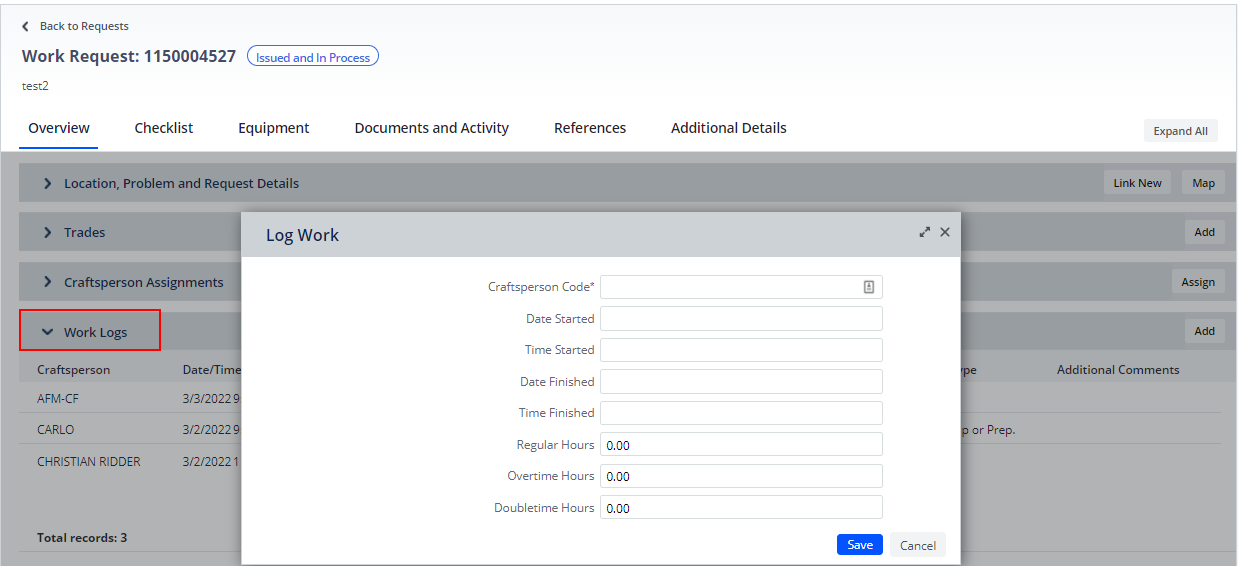 Back to Requests
Work Request: 1150004527 Issued and In Process
test2
Overview Checklist Equipment Documents and Activity References Additional Details
Expand All
Location, Problem and Request Details Link New Map
Log Work
Trades Add
Craftsperson Assignments Assign
Craftsperson Code*
Date Started
Work Logs Add
Time Started
Craftsperson Date/Time Additional Comments
Date Finished
AFM-CF 3/3/2022 9
Time Finished
CARLO 3/2/2022 9 or Prep.
Regular Hours 0.00
CHRISTIAN RIDDER 3/2/2022 1
Overtime Hours 0.00
Doubletime Hours 0.00
Total records: 3
Save Cancel